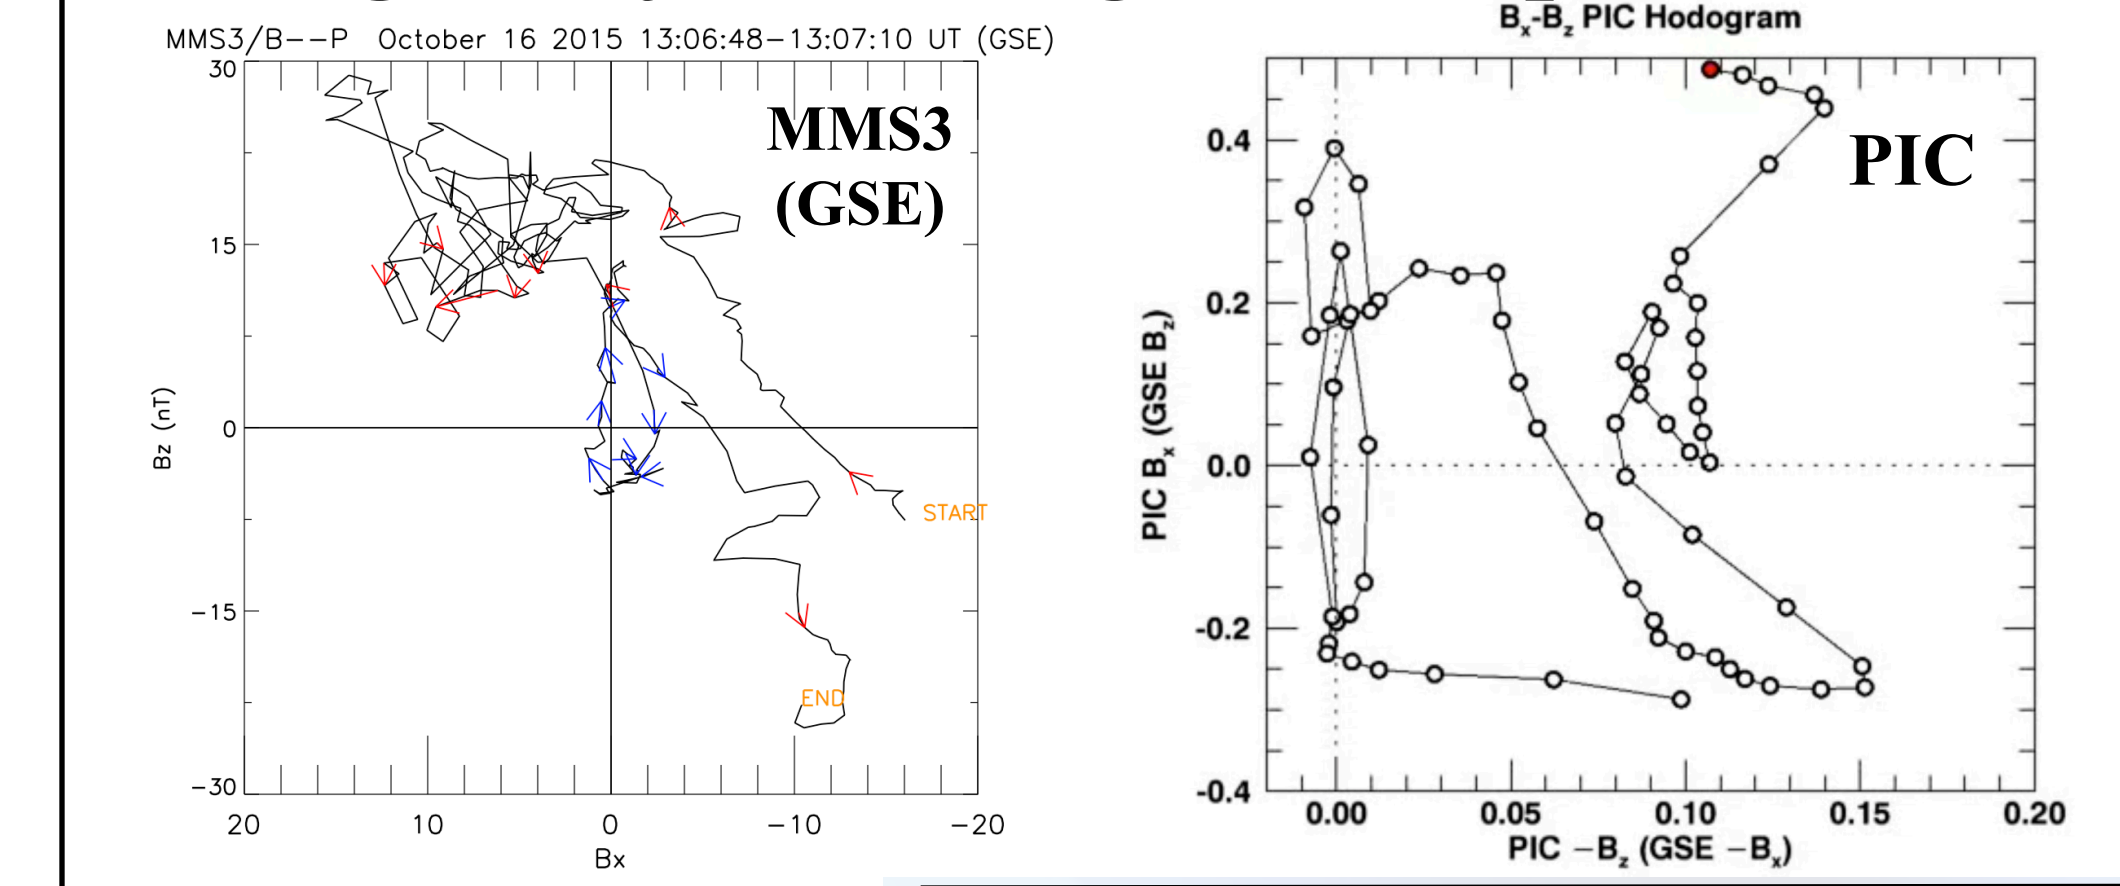 MMS3/B--P October 16 2015 13:06:48-13:07:10 UT (GSE)
MMS3
(GSE)
30
15
0
-15
-30
Bz (nT)
20
10
0
-10
-20
Bx
START
END
Bx-Bz PIC Hodogram
PIC
0.4
0.2
0.0
-0.2
-0.4
PIC Bx (GSE Bz)
0.00
0.05
0.10
0.15
0.20
PIC −Bz (GSE −Bx)